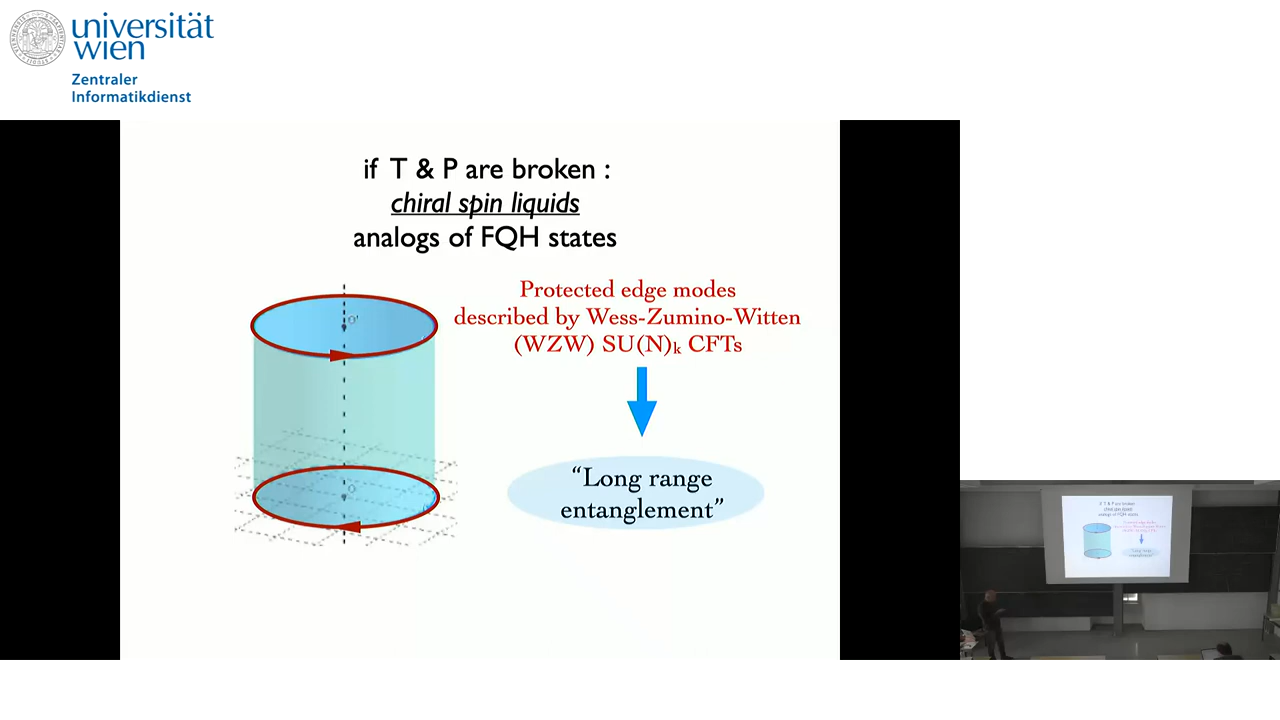 universität
wien
Zentraler
Informatikdienst
if T & P are broken :
chiral spin liquids
analogs of FQH states
Protected edge modes
described by Wess-Zumino-Witten
(WZW) SU(N)ₖ CFTs
O'
O
“Long range
entanglement”